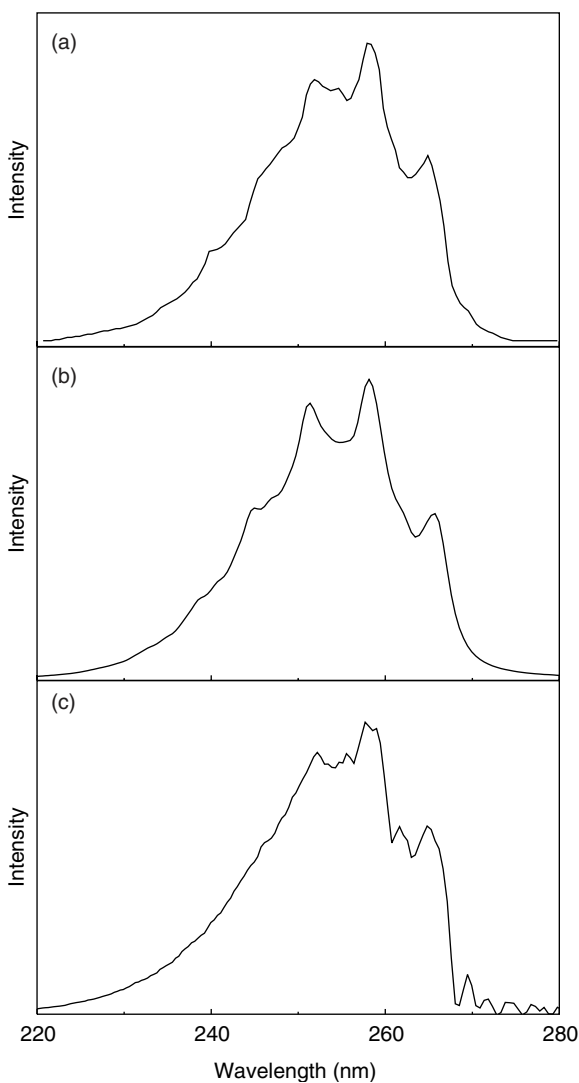 (a)
Intensity
(b)
Intensity
(c)
Intensity
220 240 260 280
Wavelength (nm)